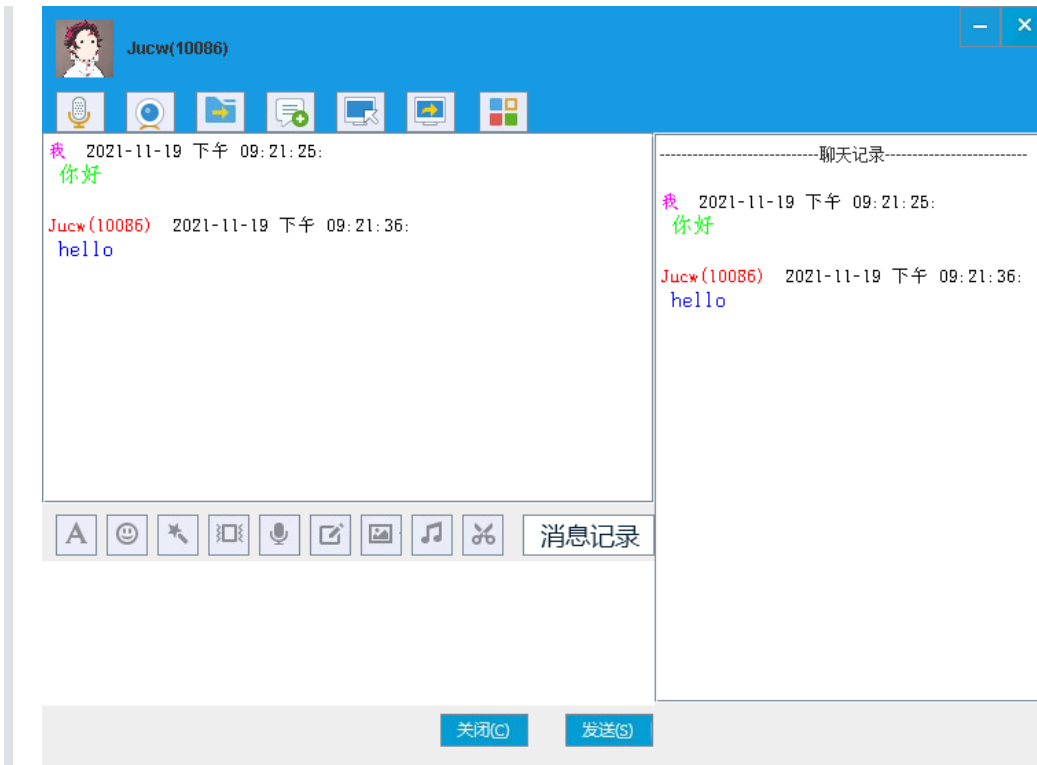 Jucw(10086)
我 2021-11-19 下午 09:21:25:
你好
Jucw(10086) 2021-11-19 下午 09:21:36:
hello
消息记录
关闭(C)
发送(S)
-----------------------------聊天记录--------------------------
我 2021-11-19 下午 09:21:25:
你好
Jucw(10086) 2021-11-19 下午 09:21:36:
hello